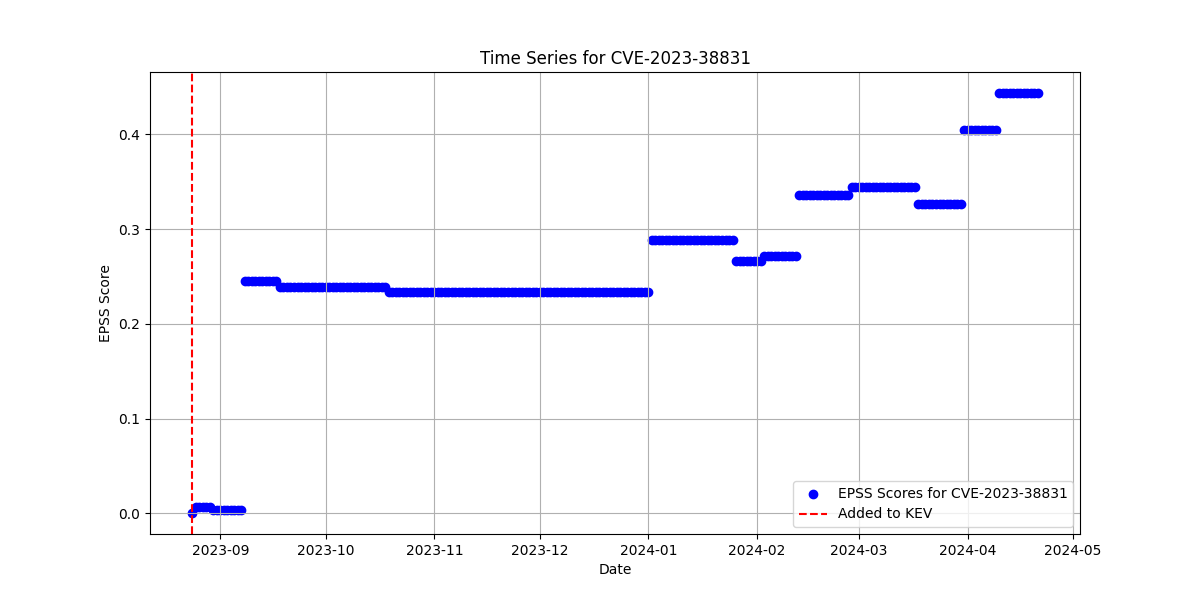 Time Series for CVE-2023-38831
EPSS Score
0.4
0.3
0.2
0.1
0.0
EPSS Scores for CVE-2023-38831
Added to KEV
2023-09 2023-10 2023-11 2023-12 2024-01 2024-02 2024-03 2024-04 2024-05
Date